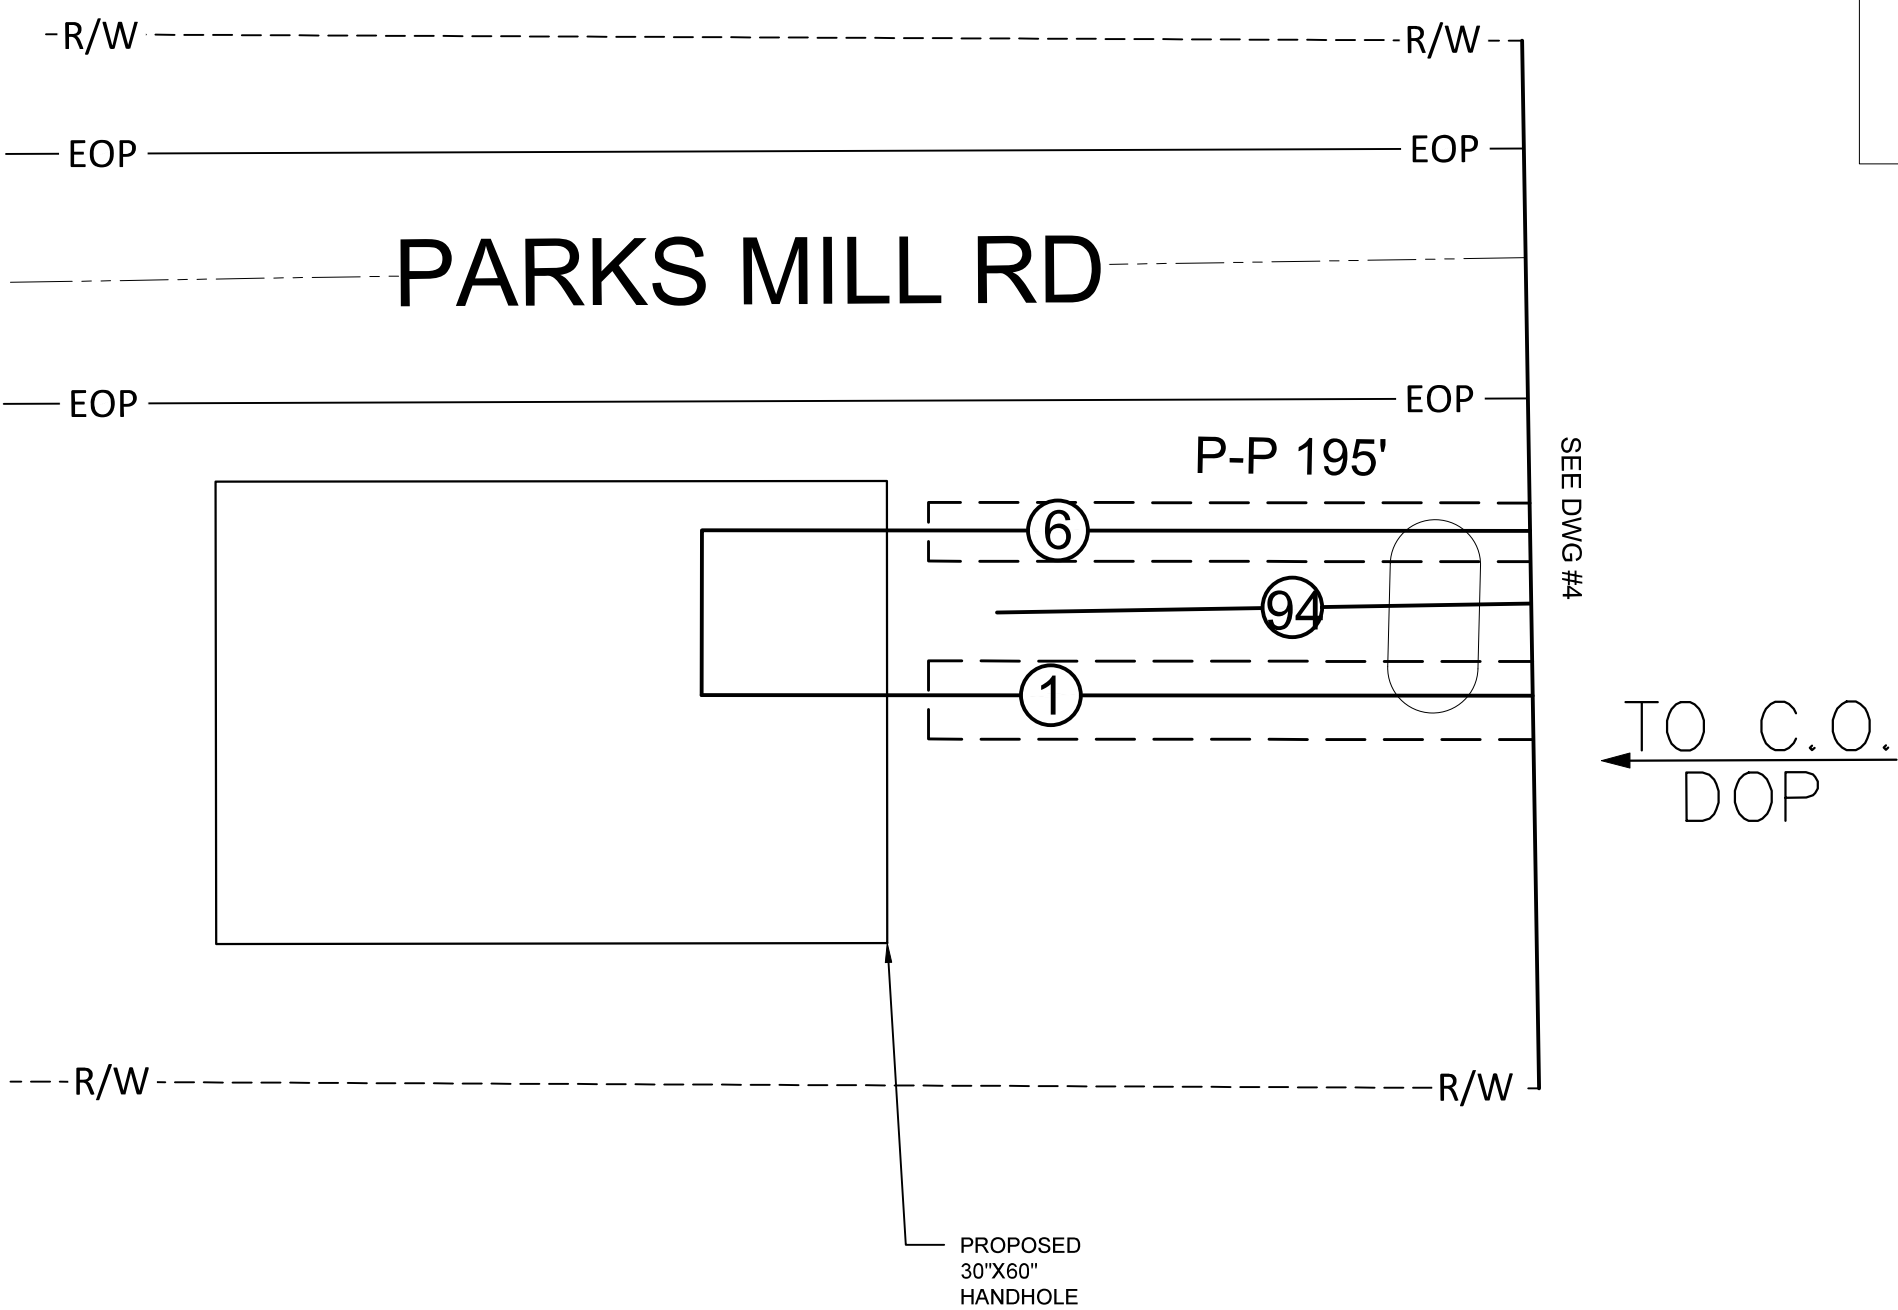 R/W R/W
EOP EOP
PARKS MILL RD
EOP EOP
P-P 195'
6
94
1
SEE DWG #4
TO C.O.
DOP
R/W R/W
PROPOSED
30"X60"
HANDHOLE